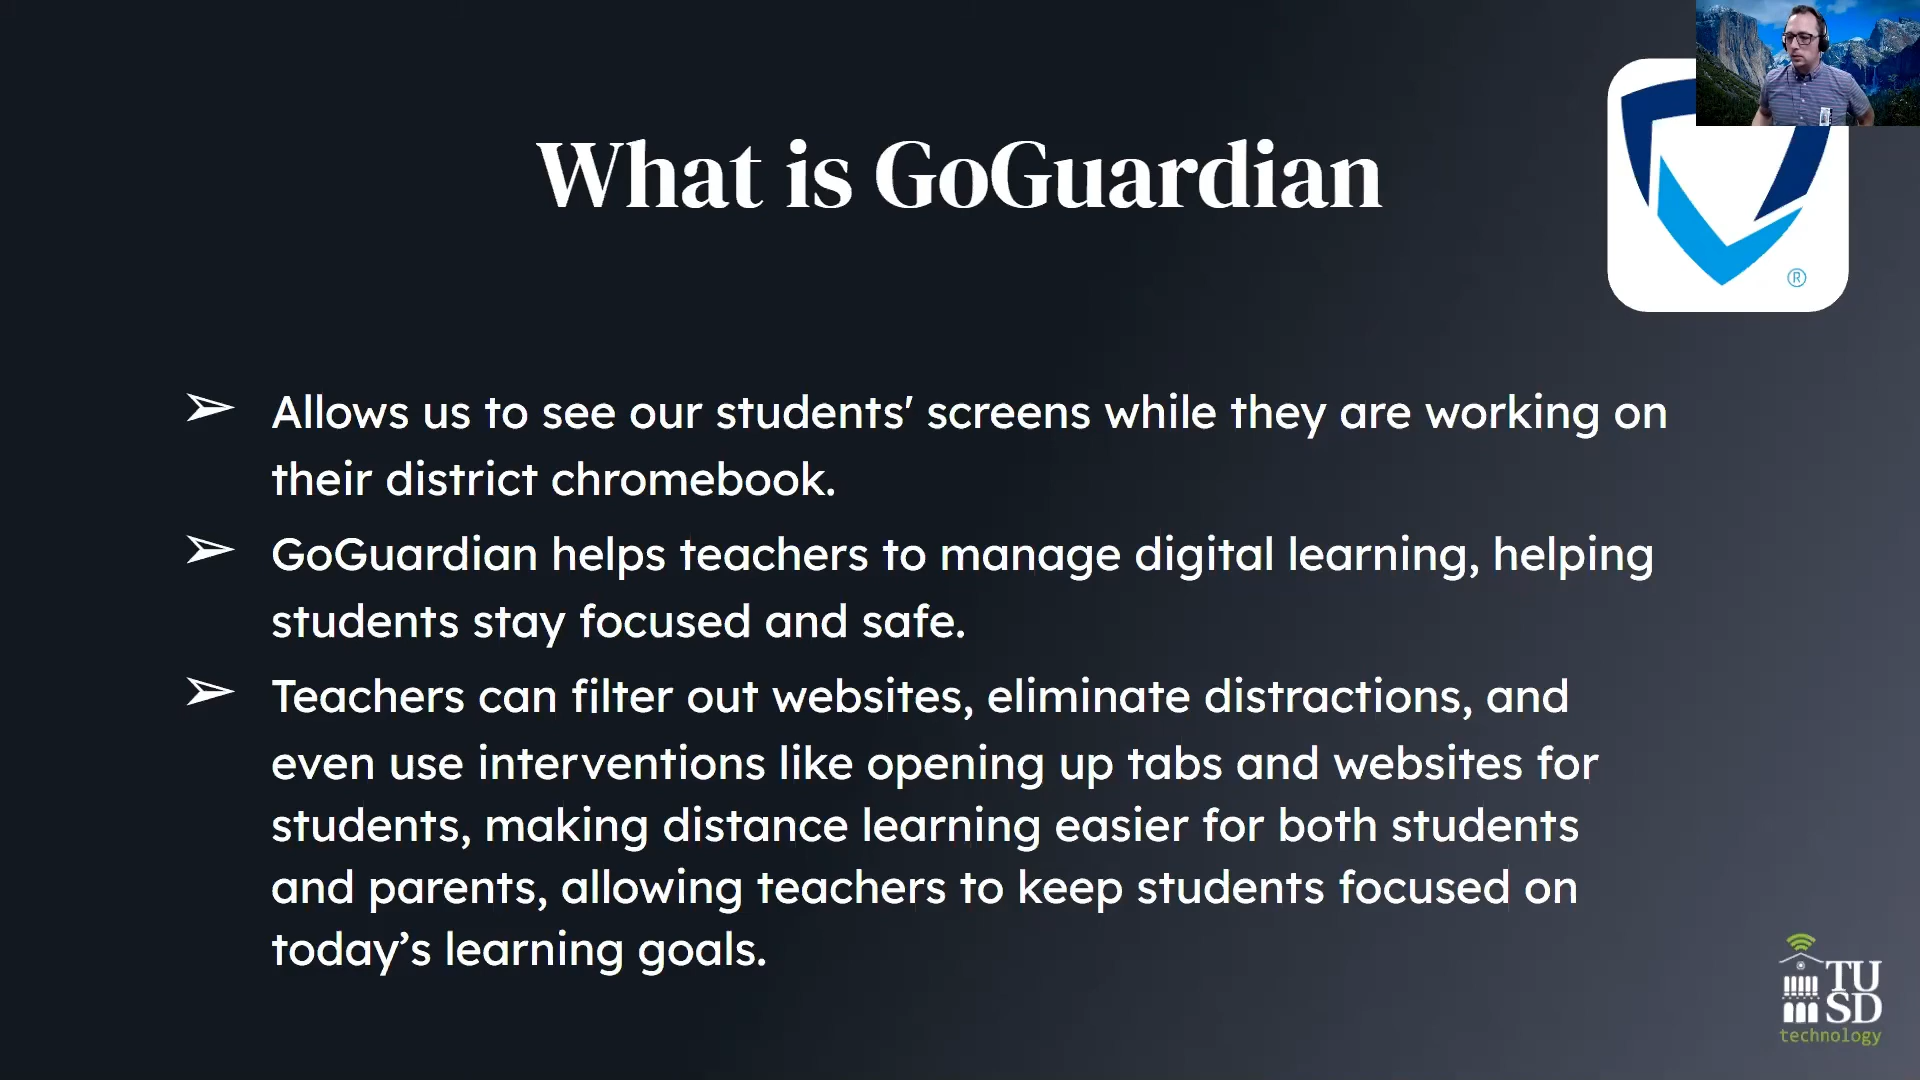 What is GoGuardian
®
➢ Allows us to see our students' screens while they are working on
their district chromebook.
➢ GoGuardian helps teachers to manage digital learning, helping
students stay focused and safe.
➢ Teachers can filter out websites, eliminate distractions, and
even use interventions like opening up tabs and websites for
students, making distance learning easier for both students
and parents, allowing teachers to keep students focused on
today’s learning goals.
TU
SD
technology